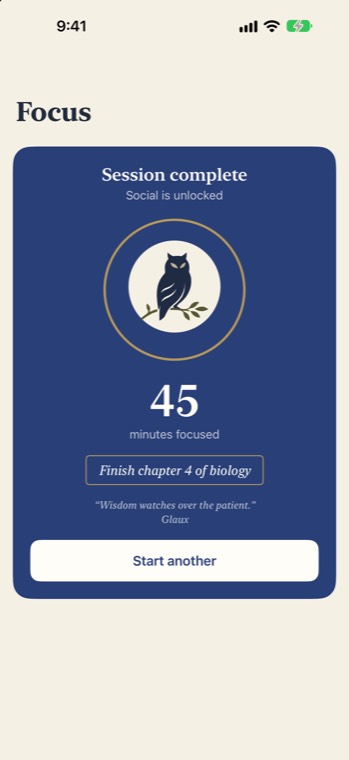 9:41
Focus
Session complete
Social is unlocked
45
minutes focused
Finish chapter 4 of biology
“Wisdom watches over the patient.”
Glaux
Start another